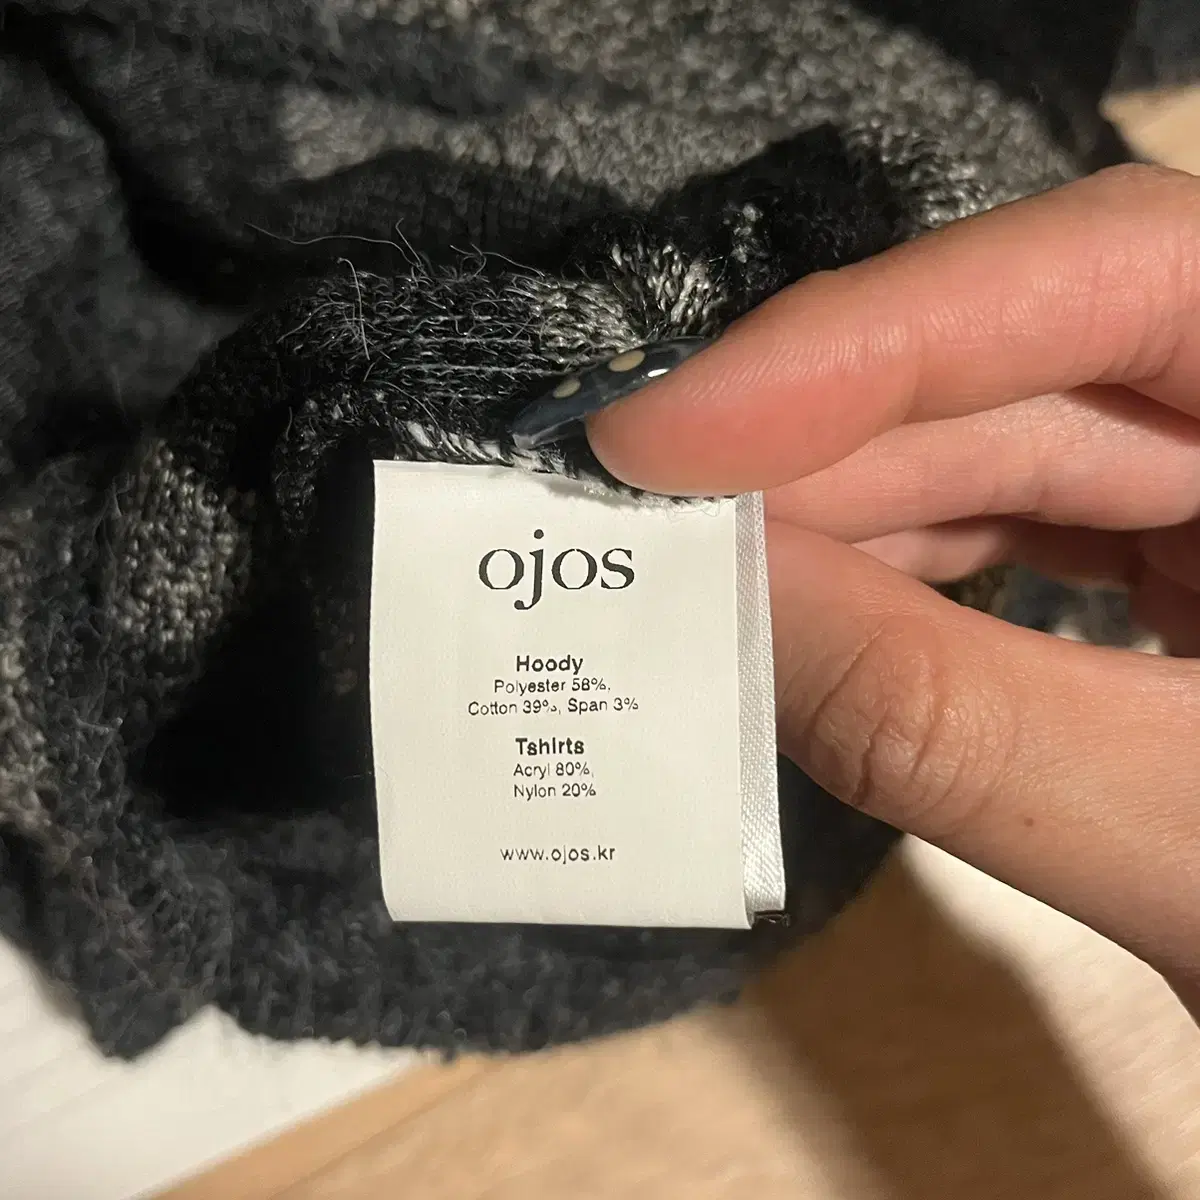 ojos
Hoody
Polyester 58%,
Cotton 39%, Span 3%
Tshirts
Acryl 80%,
Nylon 20%
www.ojos.kr